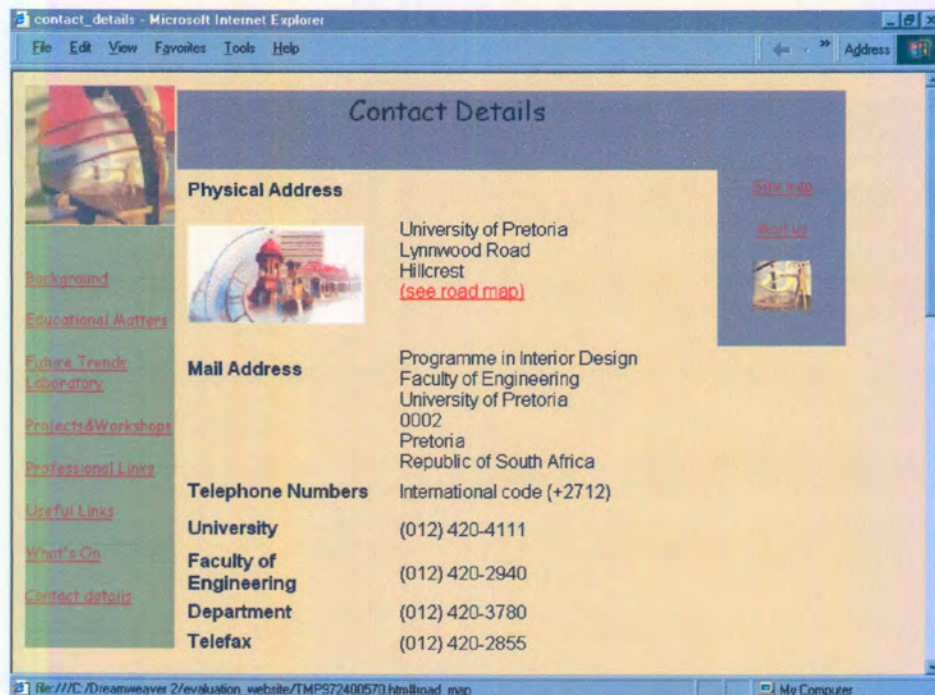 contact_details - Microsoft Internet Explorer
File Edit View Favorites Tools Help
Address
Contact Details
Site map
Mail us
Background
Educational Matters
Future Trends
Laboratory
Projects&Workshops
Professional Links
Useful Links
What's On
Contact details
Physical Address
University of Pretoria
Lynnwood Road
Hillcrest
(see road map)
Mail Address
Programme in Interior Design
Faculty of Engineering
University of Pretoria
0002
Pretoria
Republic of South Africa
Telephone Numbers International code (+2712)
University (012) 420-4111
Faculty of
Engineering (012) 420-2940
Department (012) 420-3780
Telefax (012) 420-2855
file:///C:/Dreamweaver 2/evaluation_website/TMP972400570.htm#road_map My Computer